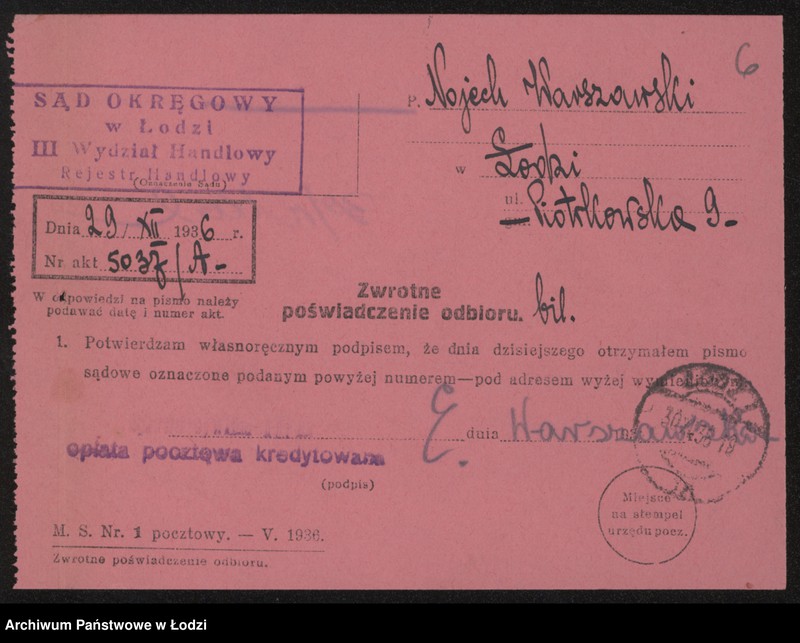 6
SĄD OKRĘGOWY
w Łodzi
III Wydział Handlowy
Rejestr Handlowy
(Oznaczenie Sądu)
P. Nojech Warszawski
w Łodzi
ul. Piotrkowska 9
Dnia 29/XII 1936 r.
Nr. akt 5037/A
W odpowiedzi na pismo należy
podawać datę i numer akt.
Zwrotne
poświadczenie odbioru. bil.
1. Potwierdzam własnoręcznym podpisem, że dnia dzisiejszego otrzymałem pismo
sądowe oznaczone podanym powyżej numerem—pod adresem wyżej
dnia
E. Warszawska
opłata pocztowa kredytowana
(podpis)
Miejsce
na stempel
urzędu pocz.
M. S. Nr. 1 pocztowy. — V. 1936.
Zwrotne poświadczenie odbioru.
Archiwum Państwowe w Łodzi